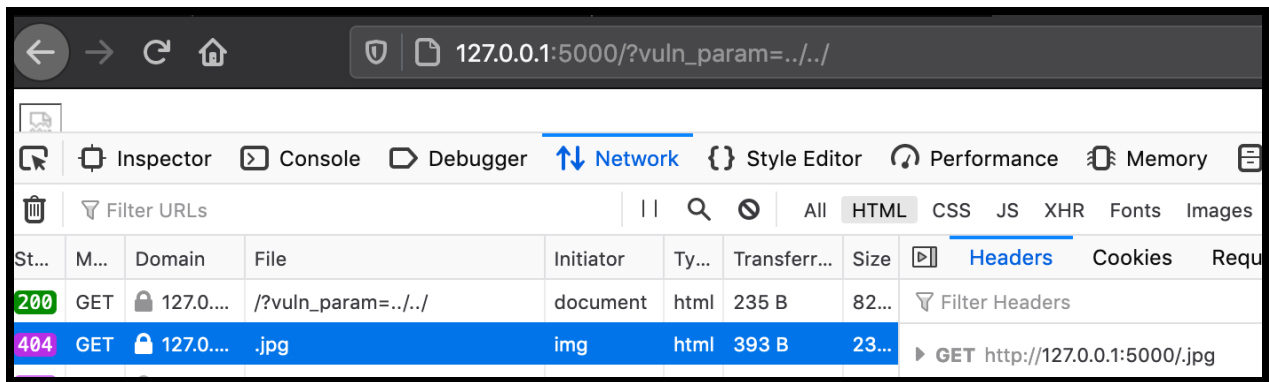 127.0.0.1:5000/?vuln_param=../../
Inspector Console Debugger Network {} Style Editor Performance Memory
Filter URLs All HTML CSS JS XHR Fonts Images
St... M... Domain File Initiator Ty... Transferr... Size Headers Cookies Requ
200 GET 127.0.... /?vuln_param=../../ document html 235 B 82... Filter Headers
404 GET 127.0.... .jpg img html 393 B 23... GET http://127.0.0.1:5000/.jpg